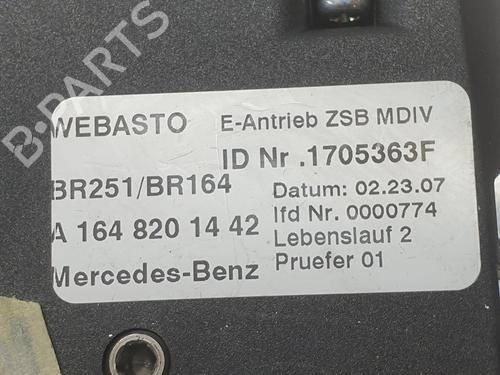 WEBASTO E-Antrieb ZSB MDIV
ID Nr .1705363F
BR251/BR164
Datum: 02.23.07
A 164 820 14 42
lfd Nr. 0000774
Lebenslauf 2
Mercedes-Benz
Pruefer 01
B-PARTS